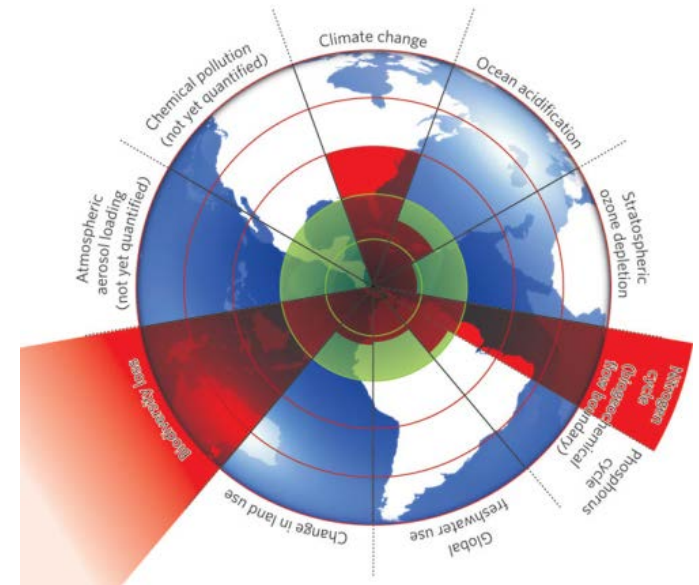 Climate change
Ocean acidification
Stratospheric
ozone depletion
Nitrogen
cycle
(biogeochemical
flow boundary)
Phosphorus
cycle
Global
freshwater use
Change in land use
Biodiversity loss
Atmospheric
aerosol loading
(not yet quantified)
Chemical pollution
(not yet quantified)